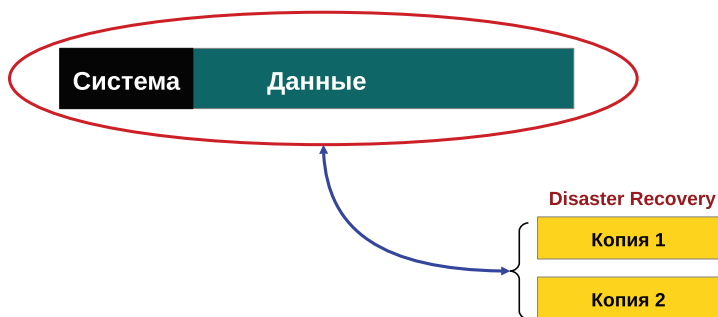 Система
Данные
Disaster Recovery
Копия 1
Копия 2